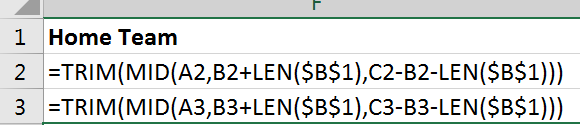 F
1 Home Team
2 =TRIM(MID(A2,B2+LEN($B$1),C2-B2-LEN($B$1)))
3 =TRIM(MID(A3,B3+LEN($B$1),C3-B3-LEN($B$1)))